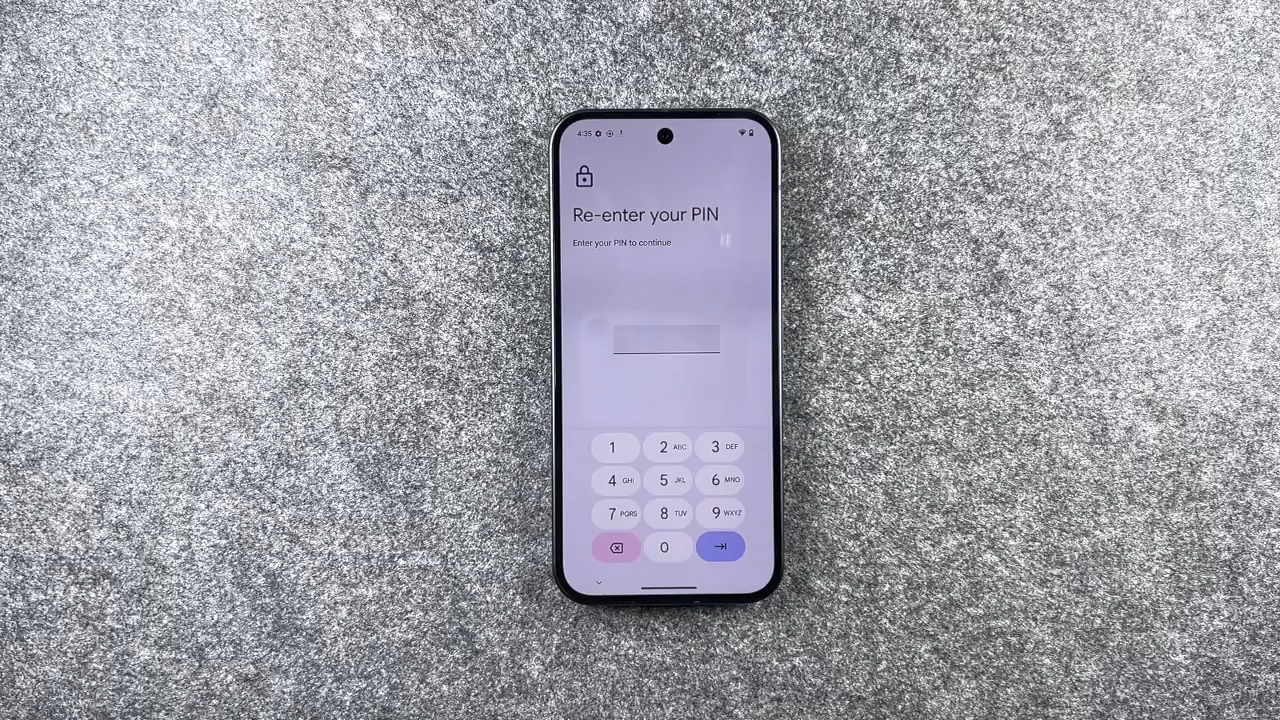 4:35
Re-enter your PIN
Enter your PIN to continue
1 2 ABC 3 DEF
4 GHI 5 JKL 6 MNO
7 PQRS 8 TUV 9 WXYZ
0